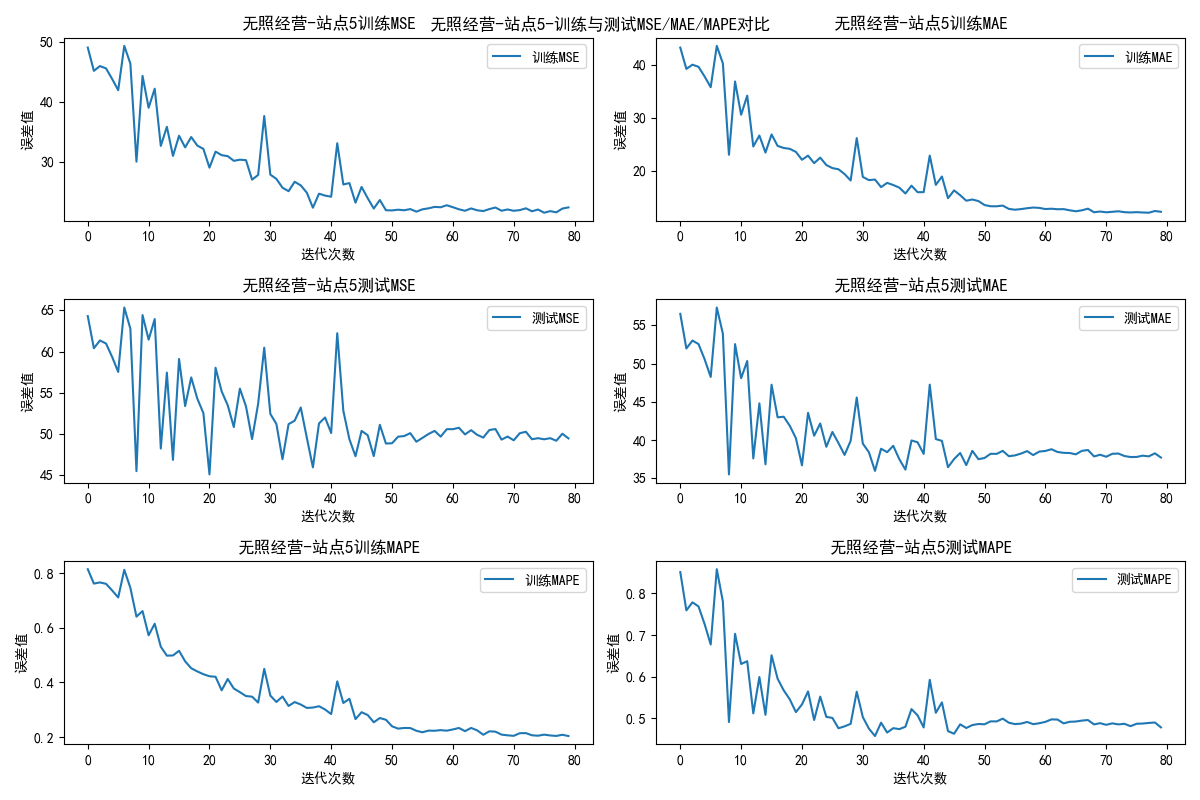 无照经营-站点5-训练与测试MSE/MAE/MAPE对比
无照经营-站点5训练MSE
训练MSE
误差值
50
40
30
0 10 20 30 40 50 60 70 80
迭代次数
无照经营-站点5训练MAE
训练MAE
误差值
40
30
20
0 10 20 30 40 50 60 70 80
迭代次数
无照经营-站点5测试MSE
测试MSE
误差值
65
60
55
50
45
0 10 20 30 40 50 60 70 80
迭代次数
无照经营-站点5测试MAE
测试MAE
误差值
55
50
45
40
35
0 10 20 30 40 50 60 70 80
迭代次数
无照经营-站点5训练MAPE
训练MAPE
误差值
0.8
0.6
0.4
0.2
0 10 20 30 40 50 60 70 80
迭代次数
无照经营-站点5测试MAPE
测试MAPE
误差值
0.8
0.7
0.6
0.5
0 10 20 30 40 50 60 70 80
迭代次数